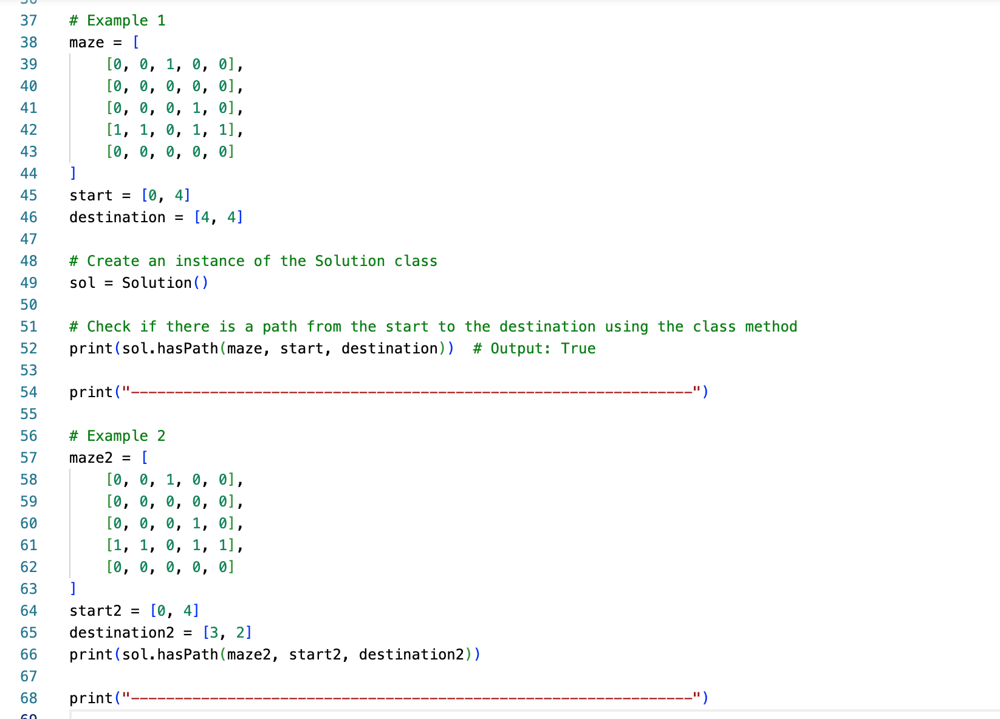 37 # Example 1
38 maze = [
39     [0, 0, 1, 0, 0],
40     [0, 0, 0, 0, 0],
41     [0, 0, 0, 1, 0],
42     [1, 1, 0, 1, 1],
43     [0, 0, 0, 0, 0]
44 ]
45 start = [0, 4]
46 destination = [4, 4]
47
48 # Create an instance of the Solution class
49 sol = Solution()
50
51 # Check if there is a path from the start to the destination using the class method
52 print(sol.hasPath(maze, start, destination))  # Output: True
53
54 print("----------------------------------------------------------------")
55
56 # Example 2
57 maze2 = [
58     [0, 0, 1, 0, 0],
59     [0, 0, 0, 0, 0],
60     [0, 0, 0, 1, 0],
61     [1, 1, 0, 1, 1],
62     [0, 0, 0, 0, 0]
63 ]
64 start2 = [0, 4]
65 destination2 = [3, 2]
66 print(sol.hasPath(maze2, start2, destination2))
67
68 print("----------------------------------------------------------------")